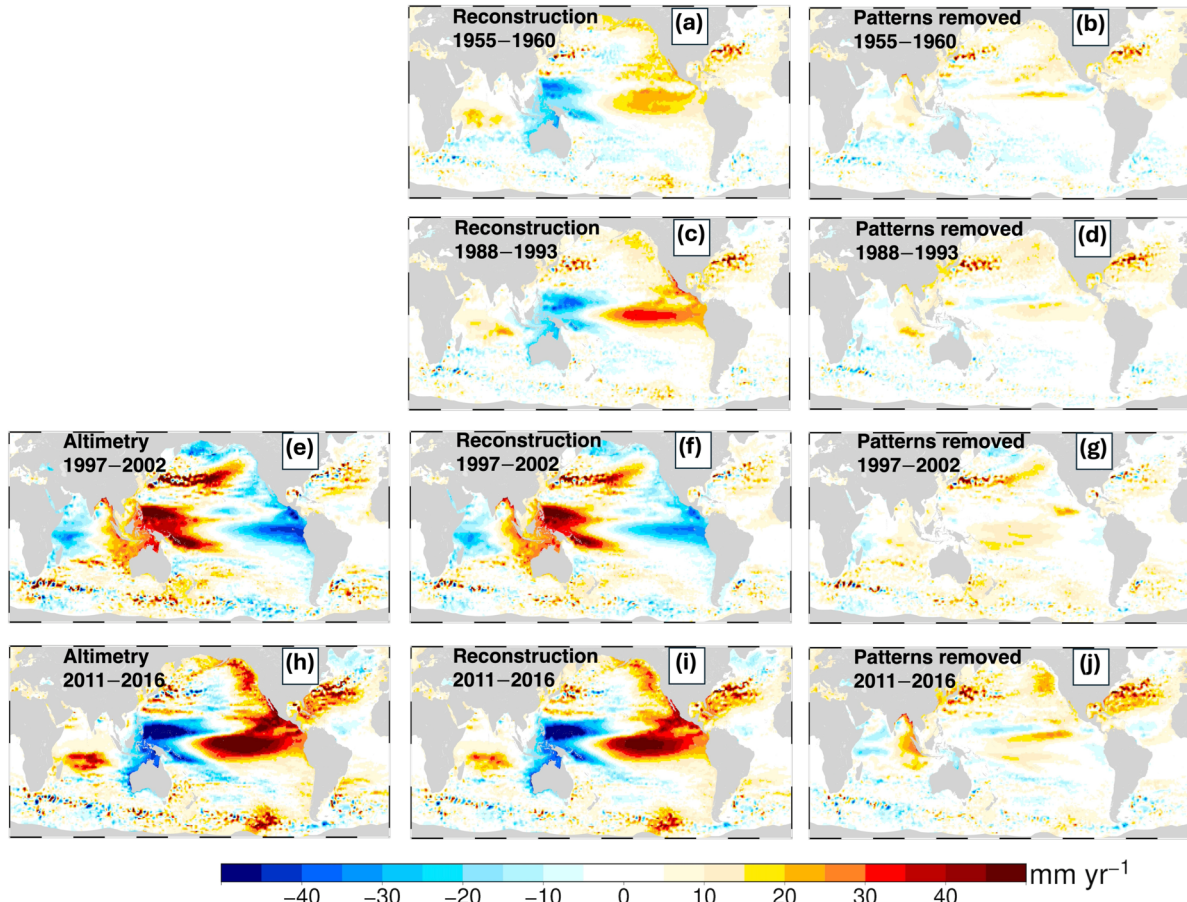 Reconstruction
1955–1960
(a)
Patterns removed
1955–1960
(b)
Reconstruction
1988–1993
(c)
Patterns removed
1988–1993
(d)
Altimetry
1997–2002
(e)
Reconstruction
1997–2002
(f)
Patterns removed
1997–2002
(g)
Altimetry
2011–2016
(h)
Reconstruction
2011–2016
(i)
Patterns removed
2011–2016
(j)
mm yr⁻¹
−40 −30 −20 −10 0 10 20 30 40